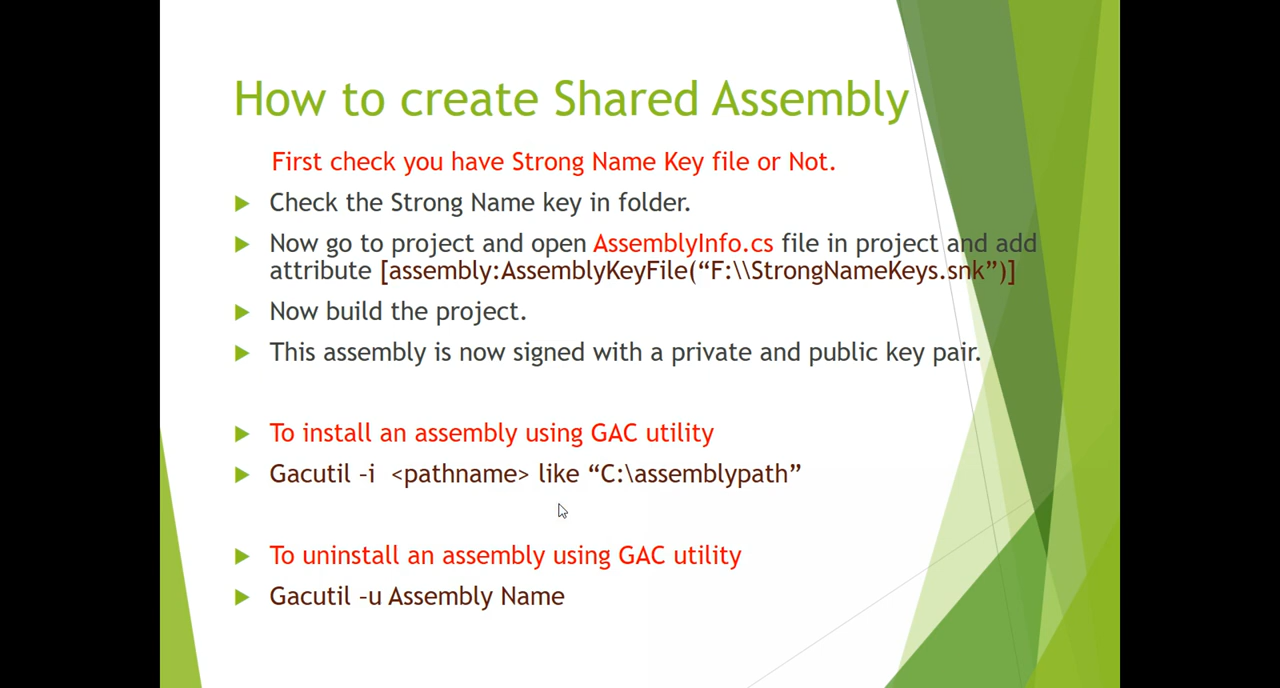 How to create Shared Assembly
First check you have Strong Name Key file or Not.
Check the Strong Name key in folder.
Now go to project and open AssemblyInfo.cs file in project and add
attribute [assembly:AssemblyKeyFile(“F:\\StrongNameKeys.snk”)]
Now build the project.
This assembly is now signed with a private and public key pair.
To install an assembly using GAC utility
Gacutil –i <pathname> like “C:\assemblypath”
To uninstall an assembly using GAC utility
Gacutil –u Assembly Name